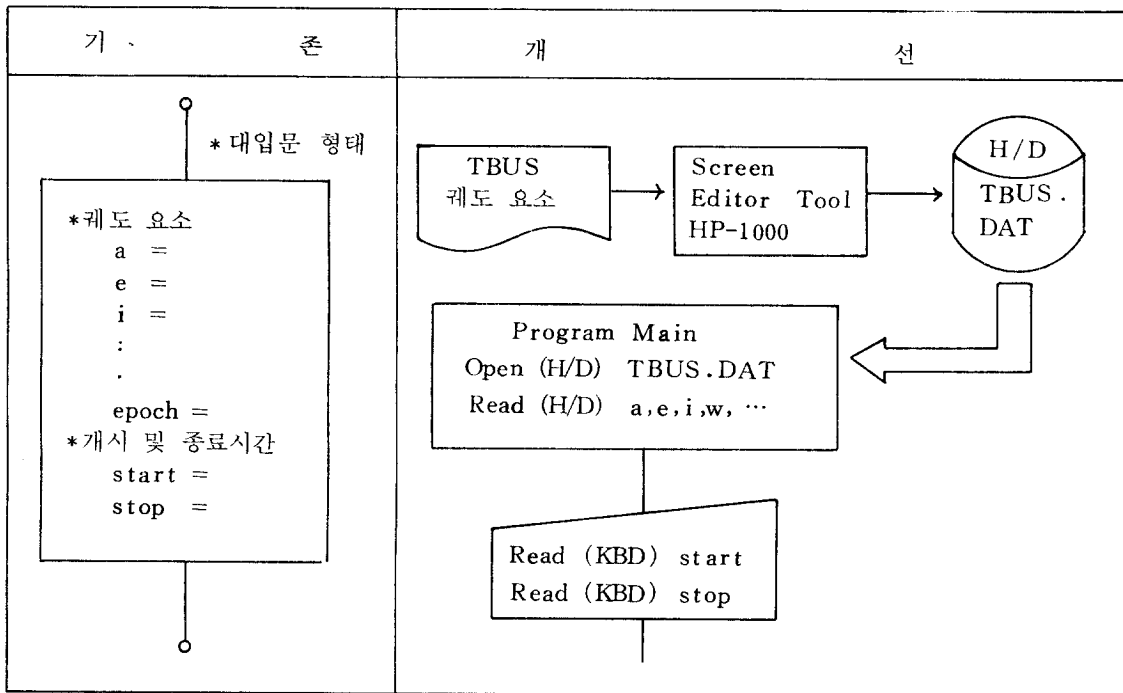 기 존
개 선
*대입문 형태
*궤도 요소
a =
e =
i =
:
.
epoch =
*개시 및 종료시간
start =
stop =
TBUS
궤도 요소
Screen
Editor Tool
HP-1000
H/D
TBUS.
DAT
Program Main
Open (H/D) TBUS.DAT
Read (H/D) a,e,i,w, …
Read (KBD) start
Read (KBD) stop